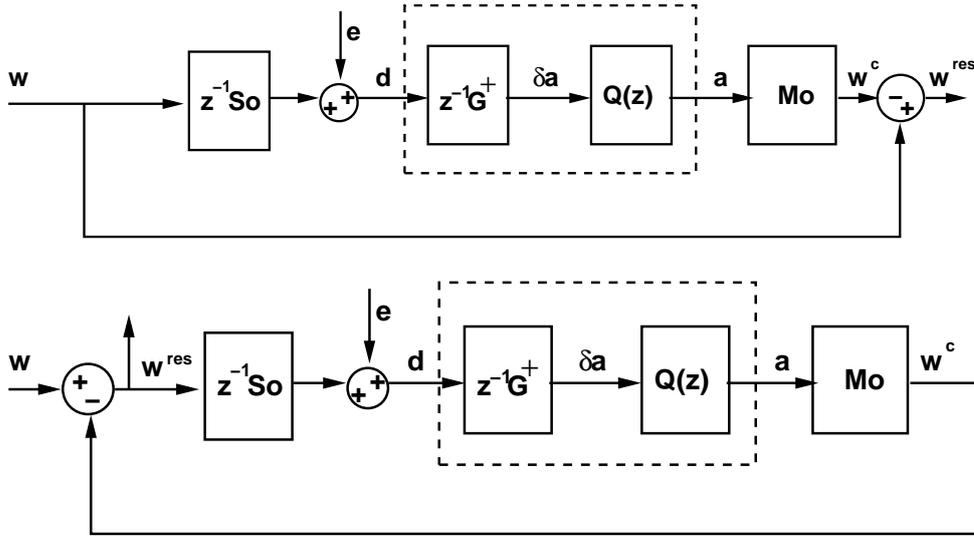 e
w z⁻¹So + + d z⁻¹G⁺ δa Q(z) a Mo wᶜ - + wʳᵉˢ
e
w + - wʳᵉˢ z⁻¹So + + d z⁻¹G⁺ δa Q(z) a Mo wᶜ